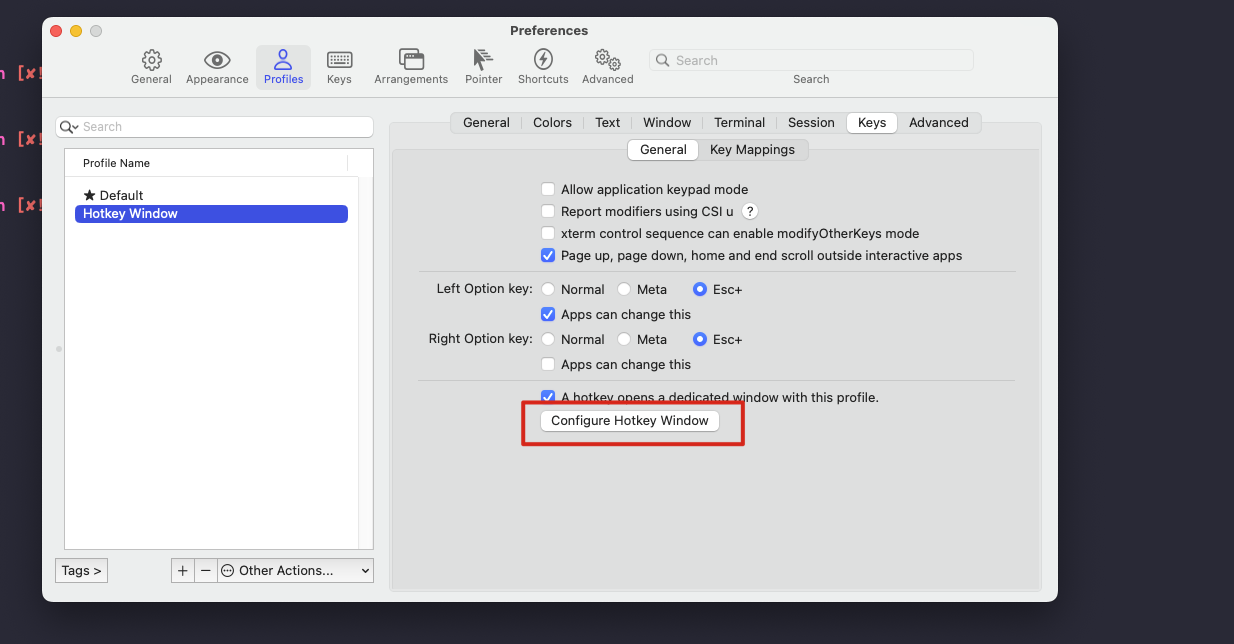 Preferences
General
Appearance
Profiles
Keys
Arrangements
Pointer
Shortcuts
Advanced
Search
Search
n [✘!
n [✘!
n [✘!
Search
Profile Name
★ Default
Hotkey Window
Tags >
+
−
Other Actions...
General
Colors
Text
Window
Terminal
Session
Keys
Advanced
General
Key Mappings
Allow application keypad mode
Report modifiers using CSI u ?
xterm control sequence can enable modifyOtherKeys mode
Page up, page down, home and end scroll outside interactive apps
Left Option key: Normal Meta Esc+
Apps can change this
Right Option key: Normal Meta Esc+
Apps can change this
A hotkey opens a dedicated window with this profile.
Configure Hotkey Window